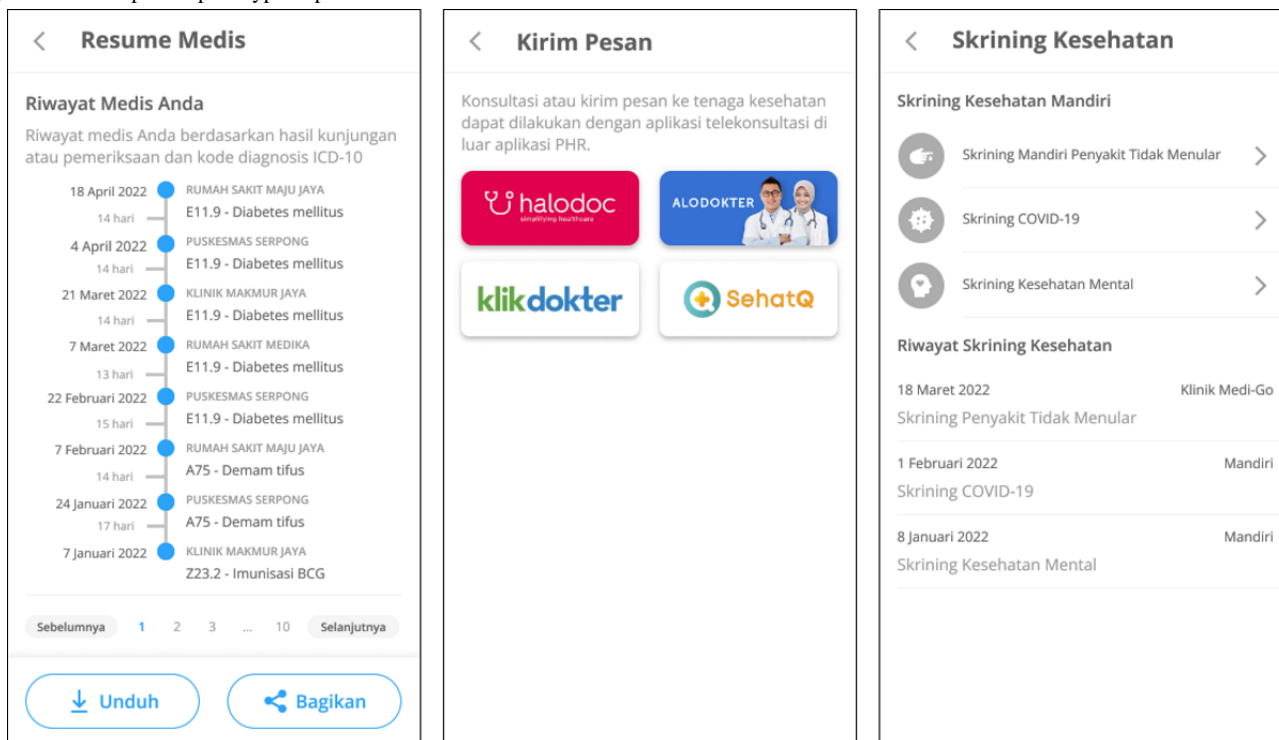 Resume Medis
Riwayat Medis Anda
Riwayat medis Anda berdasarkan hasil kunjungan
atau pemeriksaan dan kode diagnosis ICD-10
18 April 2022 RUMAH SAKIT MAJU JAYA
E11.9 - Diabetes mellitus
14 hari
4 April 2022 PUSKESMAS SERPONG
E11.9 - Diabetes mellitus
14 hari
21 Maret 2022 KLINIK MAKMUR JAYA
E11.9 - Diabetes mellitus
14 hari
7 Maret 2022 RUMAH SAKIT MEDIKA
E11.9 - Diabetes mellitus
13 hari
22 Februari 2022 PUSKESMAS SERPONG
E11.9 - Diabetes mellitus
15 hari
7 Februari 2022 RUMAH SAKIT MAJU JAYA
A75 - Demam tifus
14 hari
24 Januari 2022 PUSKESMAS SERPONG
A75 - Demam tifus
17 hari
7 Januari 2022 KLINIK MAKMUR JAYA
Z23.2 - Imunisasi BCG
Sebelumnya 1 2 3 ... 10 Selanjutnya
Unduh Bagikan
Kirim Pesan
Konsultasi atau kirim pesan ke tenaga kesehatan
dapat dilakukan dengan aplikasi telekonsultasi di
luar aplikasi PHR.
halodoc
simplifying healthcare
ALODOKTER
klikdokter
SehatQ
Skrining Kesehatan
Skrining Kesehatan Mandiri
Skrining Mandiri Penyakit Tidak Menular
Skrining COVID-19
Skrining Kesehatan Mental
Riwayat Skrining Kesehatan
18 Maret 2022 Klinik Medi-Go
Skrining Penyakit Tidak Menular
1 Februari 2022 Mandiri
Skrining COVID-19
8 Januari 2022 Mandiri
Skrining Kesehatan Mental